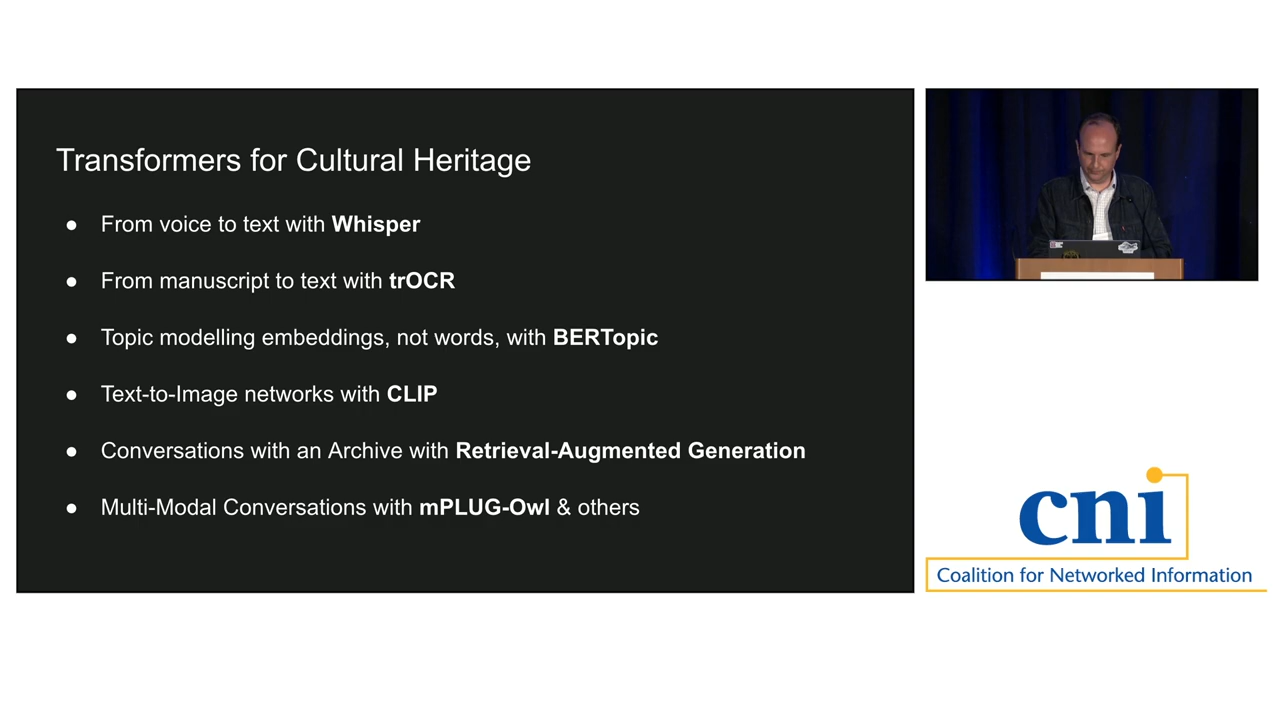 Transformers for Cultural Heritage
● From voice to text with Whisper
● From manuscript to text with trOCR
● Topic modelling embeddings, not words, with BERTopic
● Text-to-Image networks with CLIP
● Conversations with an Archive with Retrieval-Augmented Generation
● Multi-Modal Conversations with mPLUG-Owl & others
cni
Coalition for Networked Information